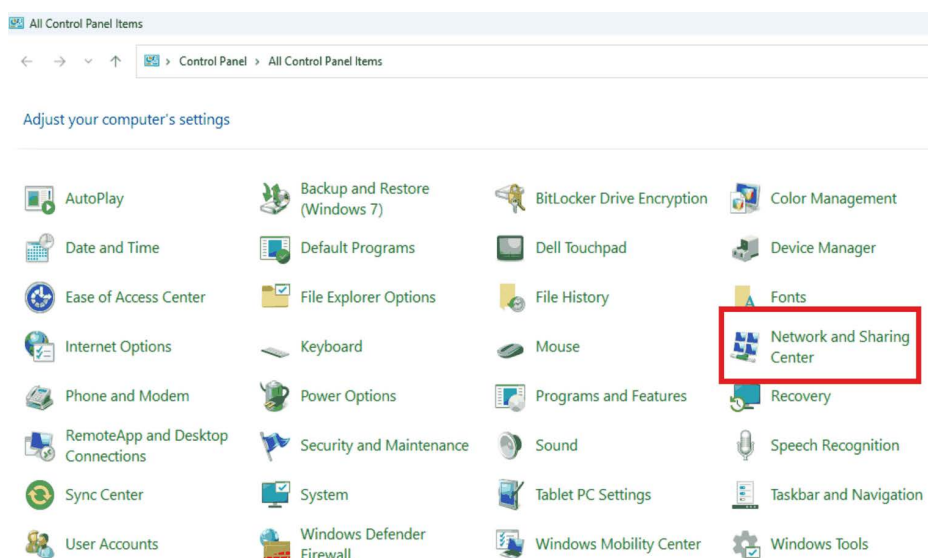 All Control Panel Items
Control Panel > All Control Panel Items
Adjust your computer's settings
AutoPlay
Backup and Restore
(Windows 7)
BitLocker Drive Encryption
Color Management
Date and Time
Default Programs
Dell Touchpad
Device Manager
Ease of Access Center
File Explorer Options
File History
Fonts
Internet Options
Keyboard
Mouse
Network and Sharing
Center
Phone and Modem
Power Options
Programs and Features
Recovery
RemoteApp and Desktop
Connections
Security and Maintenance
Sound
Speech Recognition
Sync Center
System
Tablet PC Settings
Taskbar and Navigation
User Accounts
Windows Defender
Firewall
Windows Mobility Center
Windows Tools